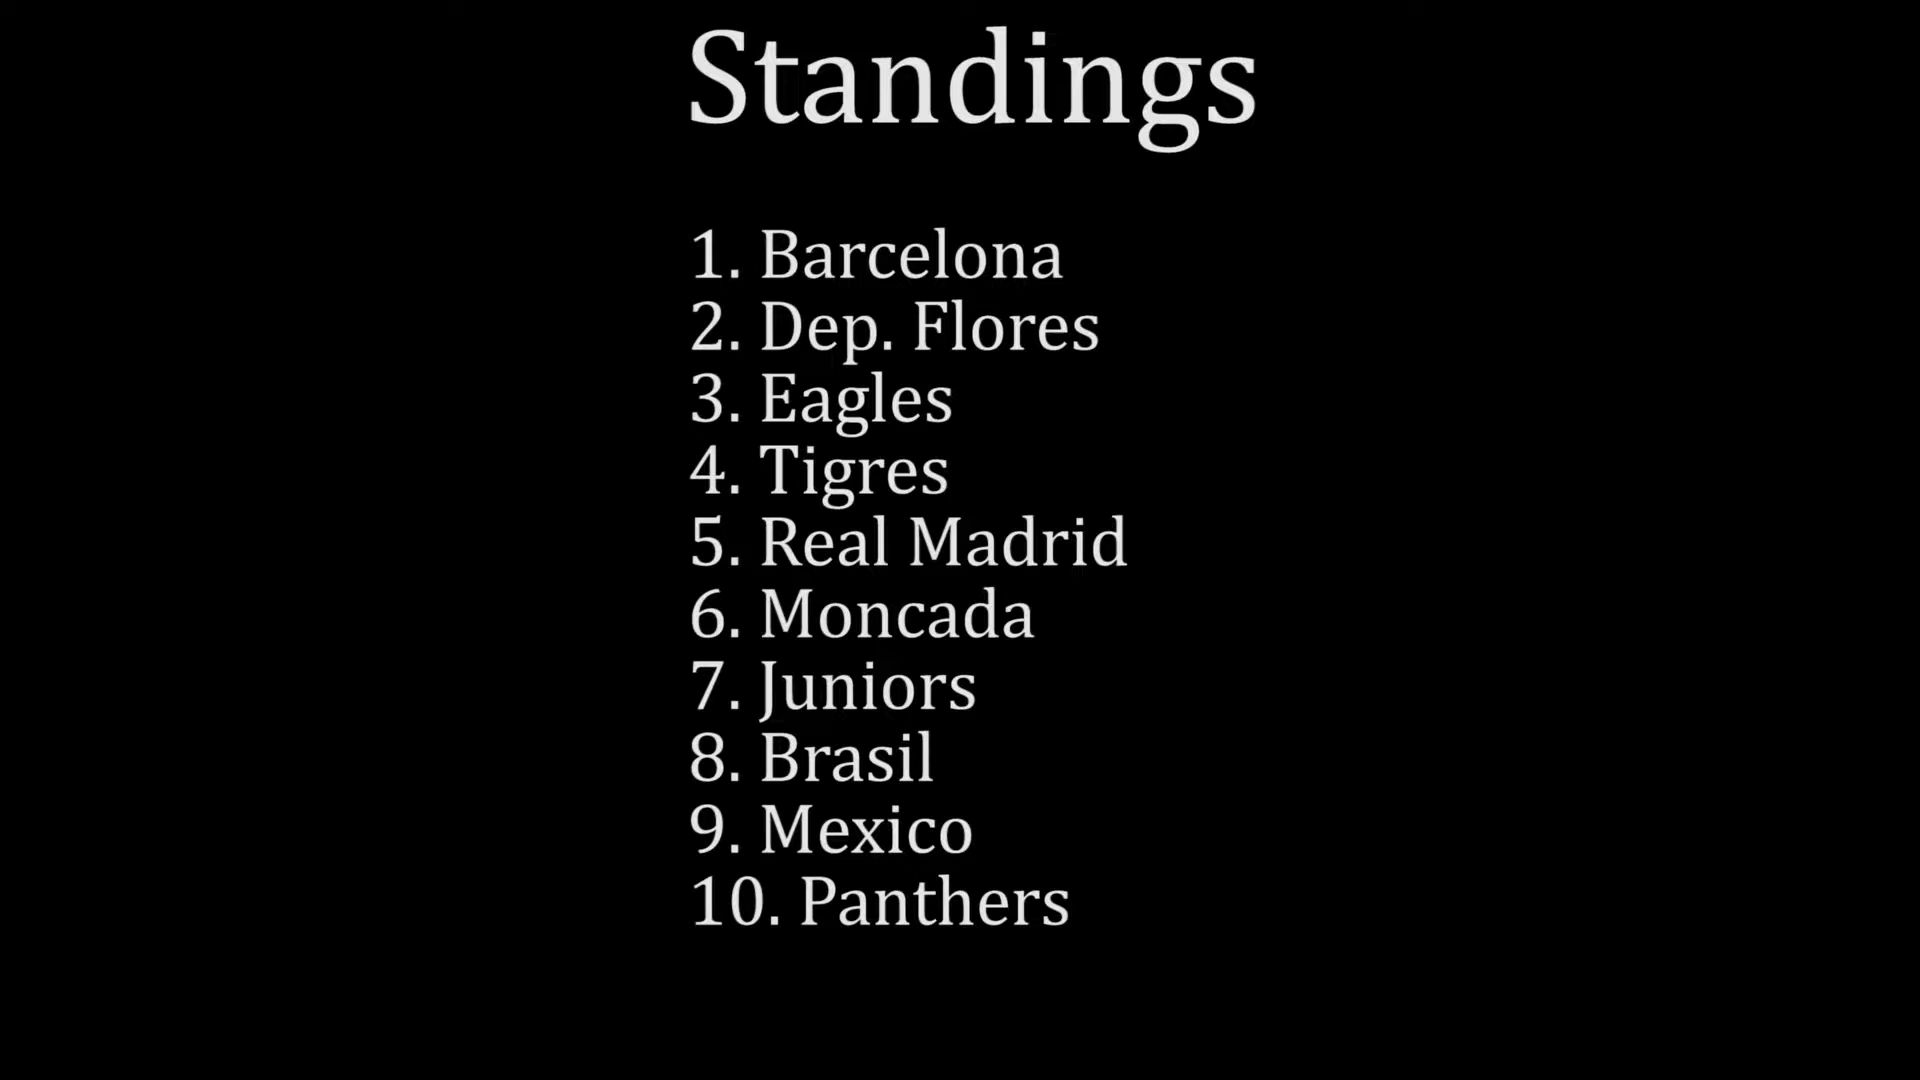 Standings
1. Barcelona
2. Dep. Flores
3. Eagles
4. Tigres
5. Real Madrid
6. Moncada
7. Juniors
8. Brasil
9. Mexico
10. Panthers